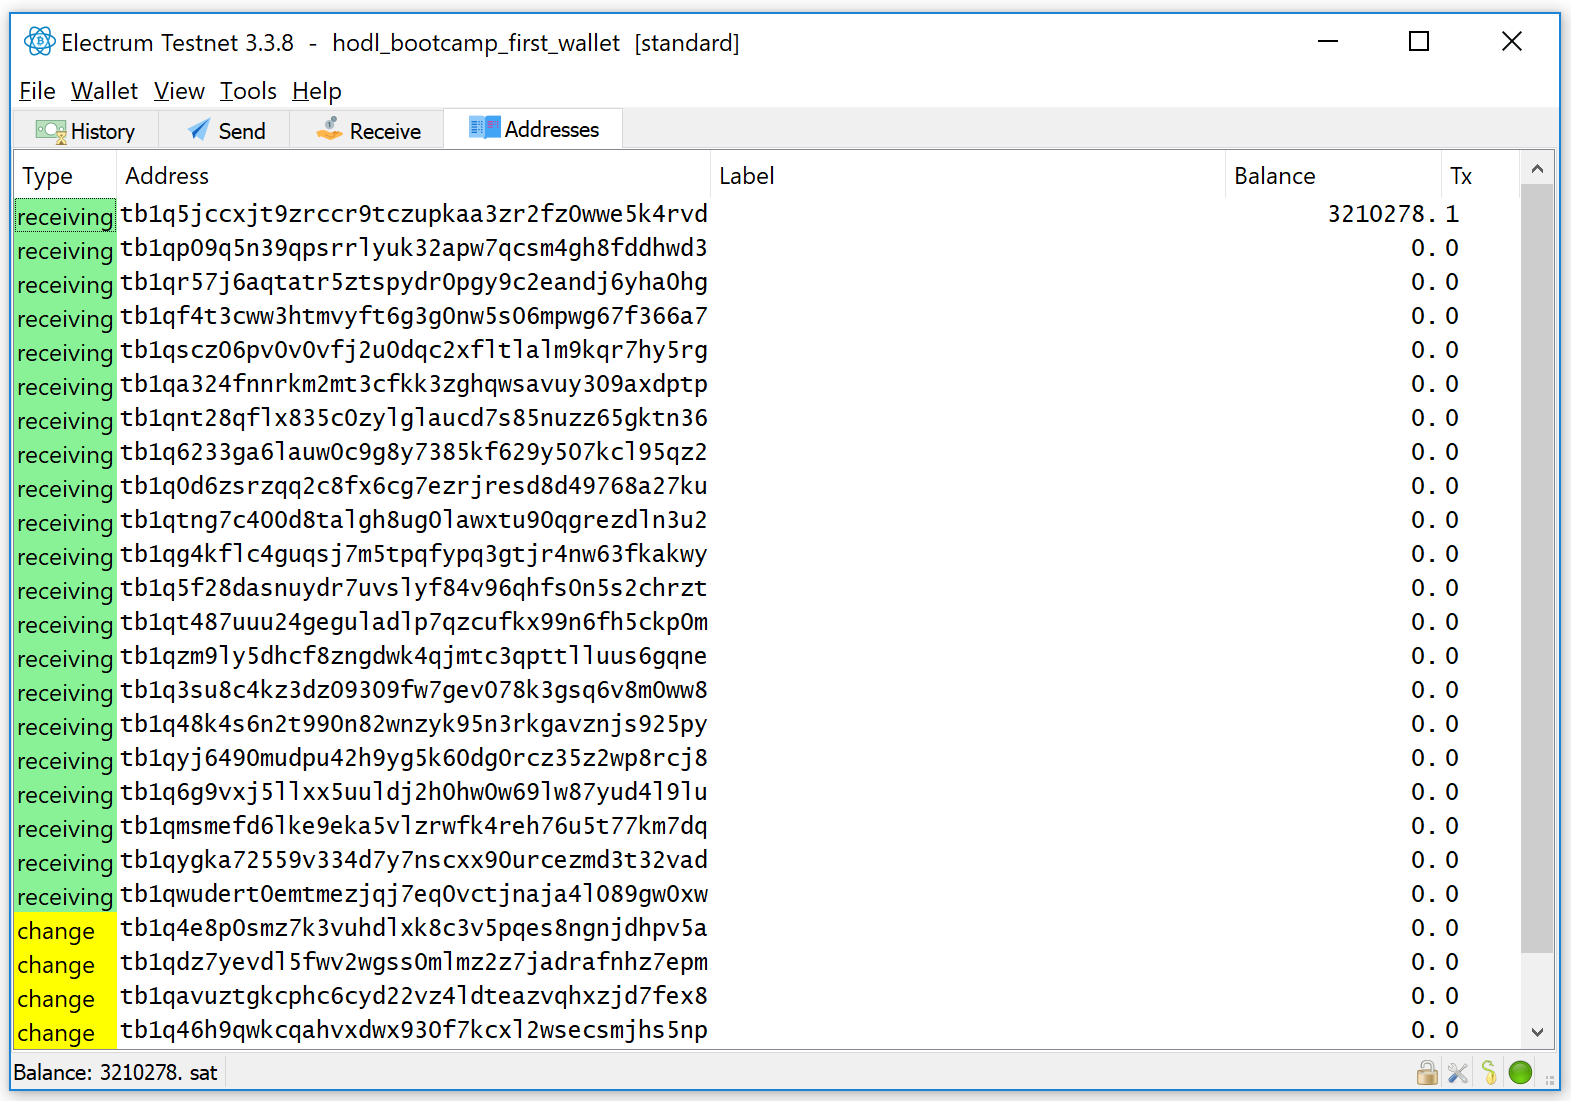 Electrum Testnet 3.3.8 - hodl_bootcamp_first_wallet [standard]
File Wallet View Tools Help
History Send Receive Addresses
Type Address Label Balance Tx
receiving tb1q5jccxjt9zrccr9tczupkaa3zr2fz0wwe5k4rvd 3210278. 1
receiving tb1qp09q5n39qpsrrlyuk32apw7qcsm4gh8fddhwd3 0. 0
receiving tb1qr57j6aqtatr5ztspydr0pgy9c2eandj6yha0hg 0. 0
receiving tb1qf4t3cww3htmvyft6g3g0nw5s06mpwg67f366a7 0. 0
receiving tb1qscz06pv0v0vfj2u0dqc2xfltlalm9kqr7hy5rg 0. 0
receiving tb1qa324fnnrkm2mt3cfkk3zghqwsavuy309axdptp 0. 0
receiving tb1qnt28qflx835c0zylglaucd7s85nuzz65gktn36 0. 0
receiving tb1q6233ga6lauw0c9g8y7385kf629y507kcl95qz2 0. 0
receiving tb1q0d6zsrzqq2c8fx6cg7ezrjresd8d49768a27ku 0. 0
receiving tb1qtng7c400d8talgh8ug0lawxtu90qgrezdln3u2 0. 0
receiving tb1qg4kflc4guqsj7m5tpqfypq3gtjr4nw63fkakwy 0. 0
receiving tb1q5f28dasnuydr7uvslyf84v96qhfs0n5s2chrzt 0. 0
receiving tb1qt487uuu24geguladlp7qzcufkx99n6fh5ckp0m 0. 0
receiving tb1qzm9ly5dhcf8zngdwk4qjmtc3qpttlluus6gqne 0. 0
receiving tb1q3su8c4kz3dz09309fw7gev078k3gsq6v8m0ww8 0. 0
receiving tb1q48k4s6n2t990n82wnzyk95n3rkgavznjs925py 0. 0
receiving tb1qyj6490mudpu42h9yg5k60dg0rcz35z2wp8rcj8 0. 0
receiving tb1q6g9vxj5llxx5uuldj2h0hw0w69lw87yud4l9lu 0. 0
receiving tb1qmsmefd6lke9eka5vlzrwfk4reh76u5t77km7dq 0. 0
receiving tb1qygka72559v334d7y7nscxx90urcezmd3t32vad 0. 0
receiving tb1qwudert0emtmezjqj7eq0vctjnaja4l089gw0xw 0. 0
change tb1q4e8p0smz7k3vuhdlxk8c3v5pqes8ngnjdhpv5a 0. 0
change tb1qdz7yevdl5fwv2wgss0mlmz2z7jadrafnhz7epm 0. 0
change tb1qavuztgkcphc6cyd22vz4ldteazvqhxzjd7fex8 0. 0
change tb1q46h9qwkcqahvxdwx930f7kcxl2wsecsmjhs5np 0. 0
Balance: 3210278. sat